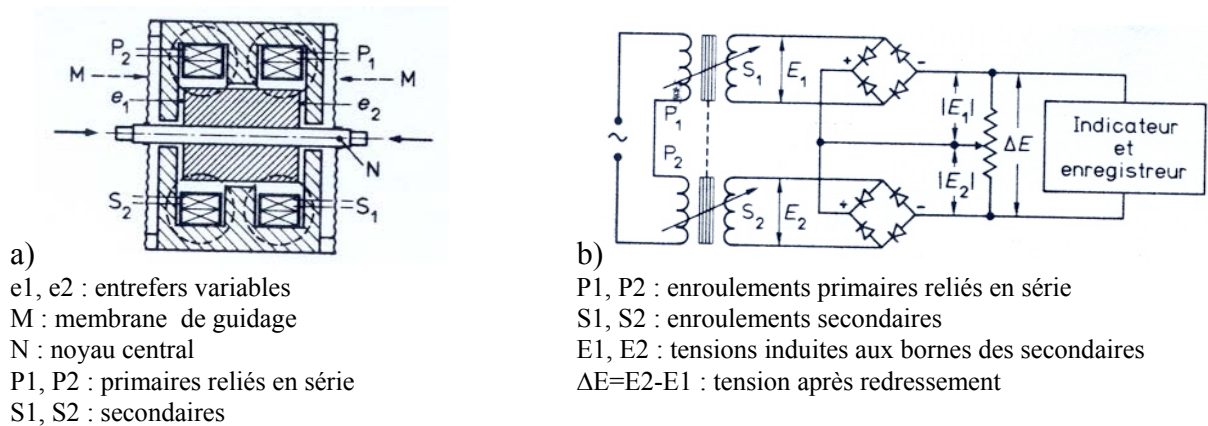 P2
P1
M
M
e1
e2
N
S2
S1
a)
e1, e2 : entrefers variables
M : membrane de guidage
N : noyau central
P1, P2 : primaires reliés en série
S1, S2 : secondaires
~
P1
P2
S1
E1
S2
E2
+
-
+
-
|E1|
|E2|
ΔE
Indicateur
et
enregistreur
b)
P1, P2 : enroulements primaires reliés en série
S1, S2 : enroulements secondaires
E1, E2 : tensions induites aux bornes des secondaires
ΔE=E2-E1 : tension après redressement